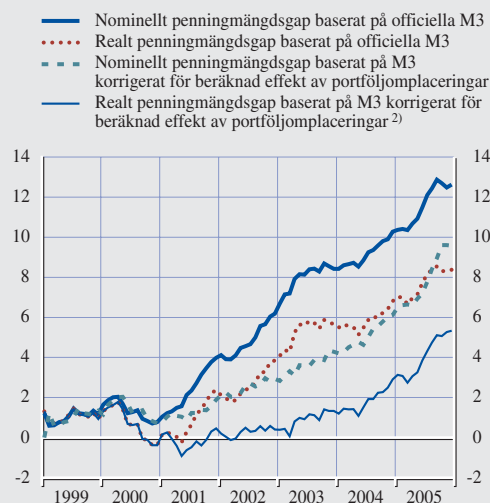 Nominellt penningmängdsgap baserat på officiella M3
Realt penningmängdsgap baserat på officiella M3
Nominellt penningmängdsgap baserat på M3
korrigerat för beräknad effekt av portföljomplaceringar
Realt penningmängdsgap baserat på M3 korrigerat för
beräknad effekt av portföljomplaceringar 2)
14 14
12 12
10 10
8 8
6 6
4 4
2 2
0 0
-2 -2
1999 2000 2001 2002 2003 2004 2005